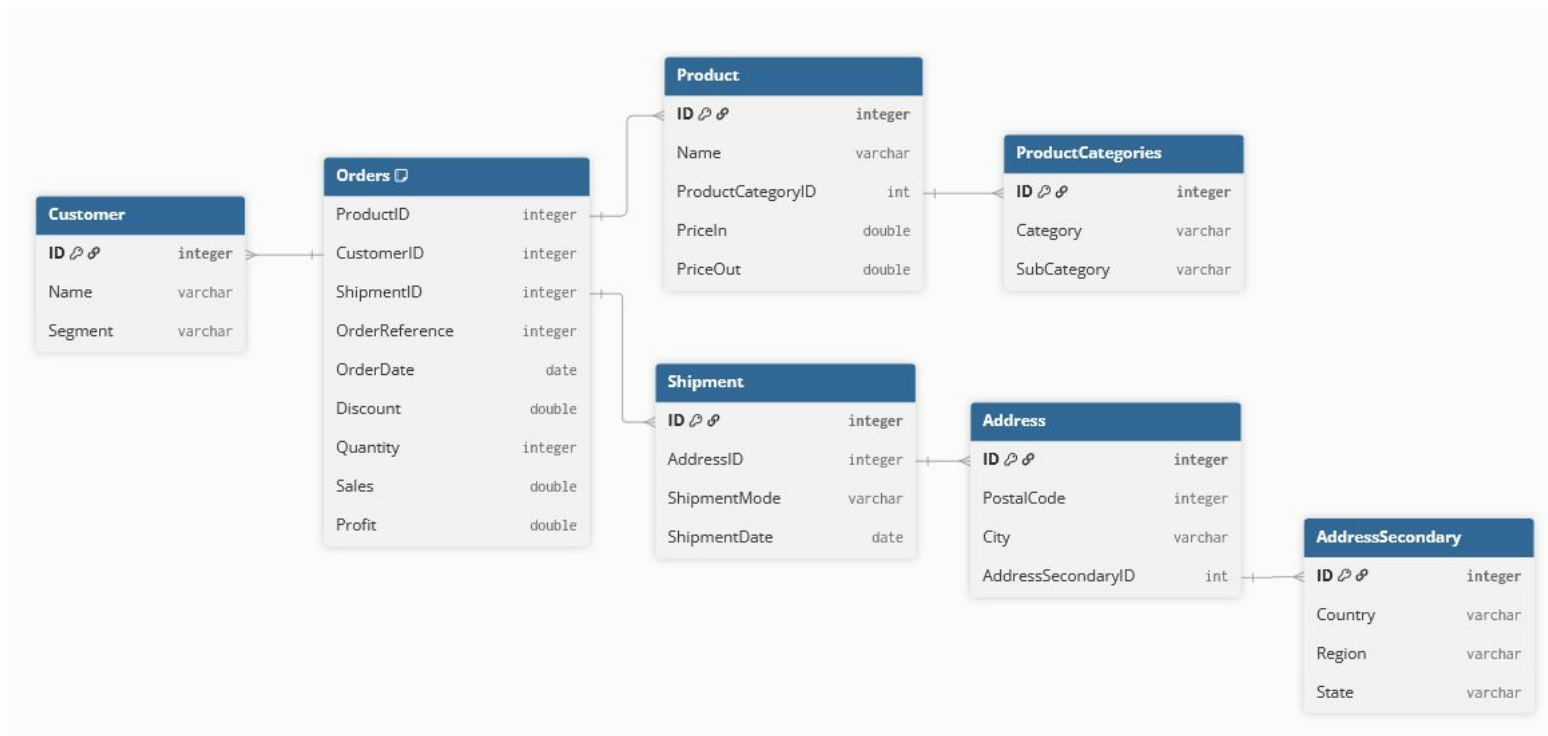 Customer
ID integer
Name varchar
Segment varchar
Orders
ProductID integer
CustomerID integer
ShipmentID integer
OrderReference integer
OrderDate date
Discount double
Quantity integer
Sales double
Profit double
Product
ID integer
Name varchar
ProductCategoryID int
PriceIn double
PriceOut double
ProductCategories
ID integer
Category varchar
SubCategory varchar
Shipment
ID integer
AddressID integer
ShipmentMode varchar
ShipmentDate date
Address
ID integer
PostalCode integer
City varchar
AddressSecondaryID int
AddressSecondary
ID integer
Country varchar
Region varchar
State varchar